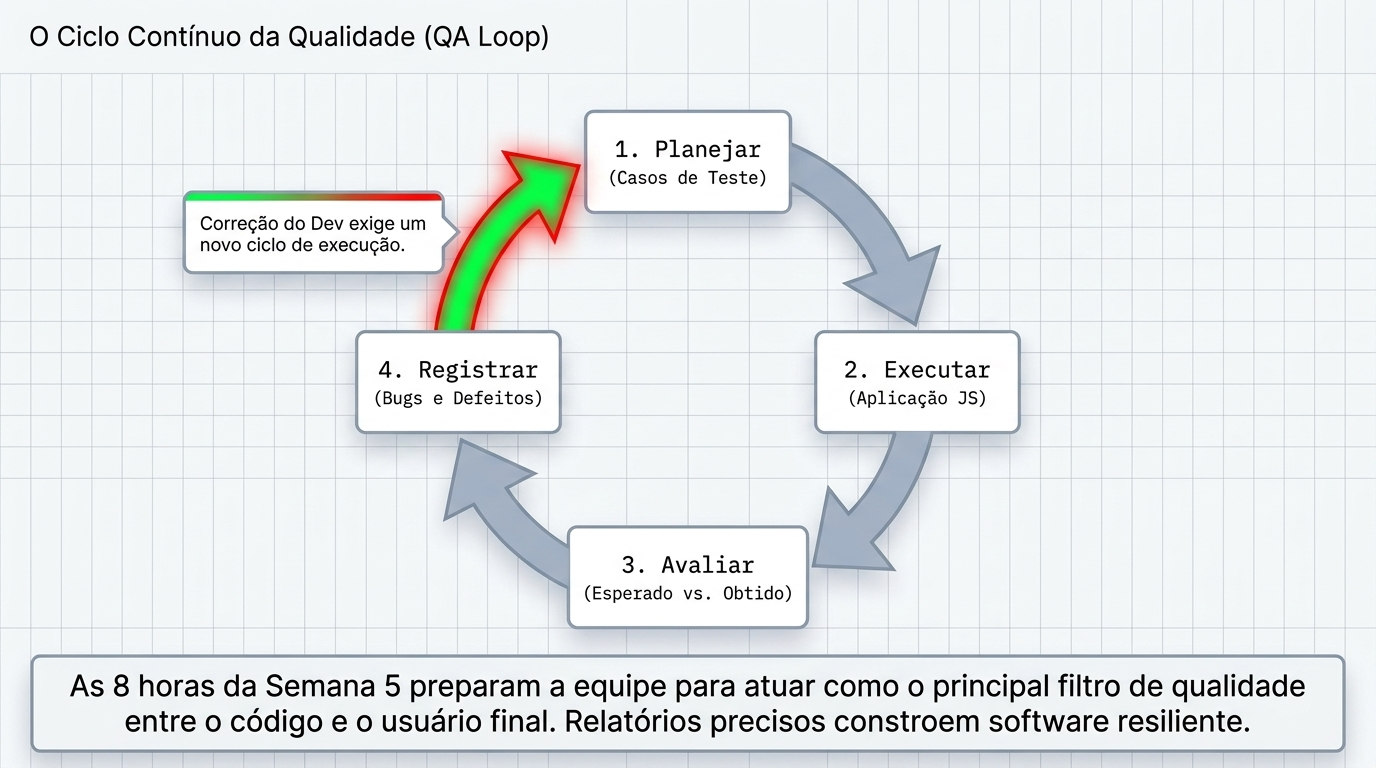 O Ciclo Contínuo da Qualidade (QA Loop)
1. Planejar
(Casos de Teste)
Correção do Dev exige um
novo ciclo de execução.
4. Registrar
(Bugs e Defeitos)
2. Executar
(Aplicação JS)
3. Avaliar
(Esperado vs. Obtido)
As 8 horas da Semana 5 preparam a equipe para atuar como o principal filtro de qualidade
entre o código e o usuário final. Relatórios precisos constroem software resiliente.